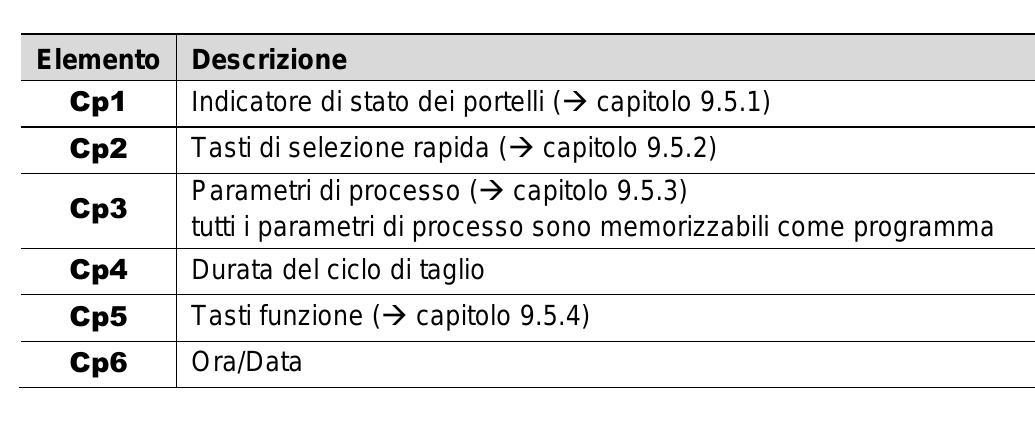 Elemento Descrizione
Cp1 Indicatore di stato dei portelli (→ capitolo 9.5.1)
Cp2 Tasti di selezione rapida (→ capitolo 9.5.2)
Cp3 Parametri di processo (→ capitolo 9.5.3)
tutti i parametri di processo sono memorizzabili come programma
Cp4 Durata del ciclo di taglio
Cp5 Tasti funzione (→ capitolo 9.5.4)
Cp6 Ora/Data